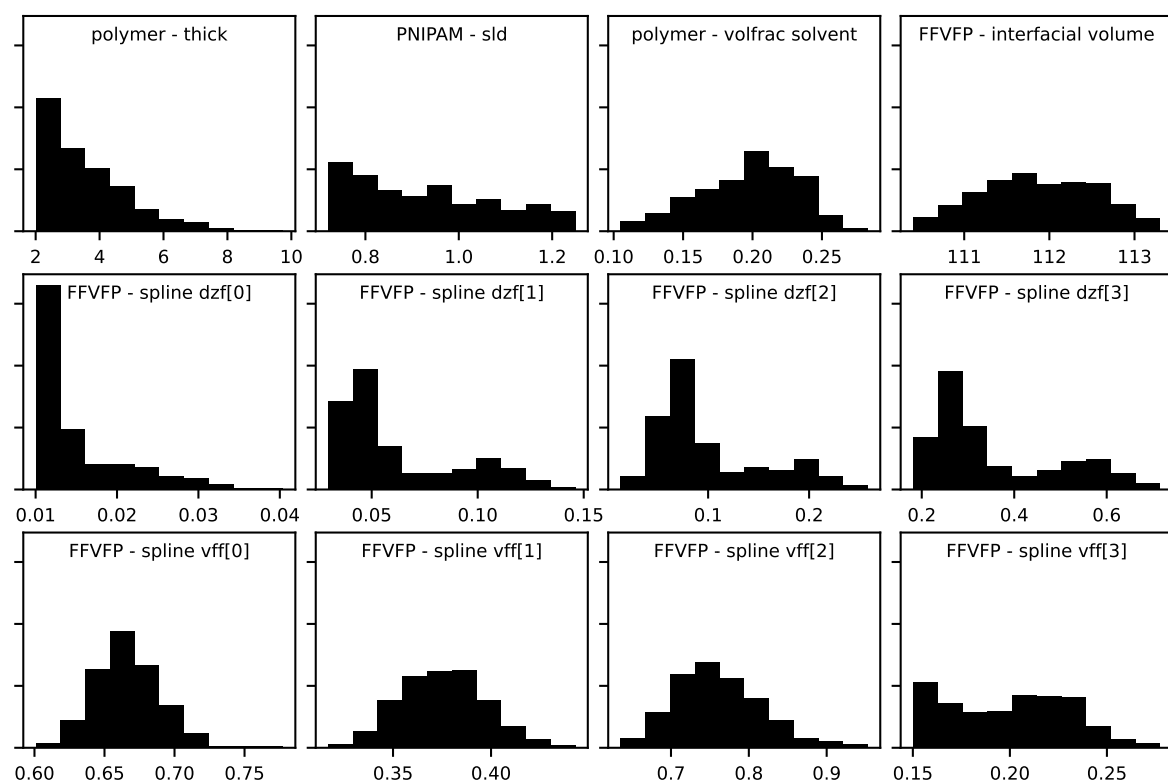 polymer - thick
PNIPAM - sld
polymer - volfrac solvent
FFVFP - interfacial volume
2 4 6 8 10
0.8 1.0 1.2
0.10 0.15 0.20 0.25
111 112 113
FFVFP - spline dzf[0]
FFVFP - spline dzf[1]
FFVFP - spline dzf[2]
FFVFP - spline dzf[3]
0.01 0.02 0.03 0.04
0.05 0.10 0.15
0.1 0.2
0.2 0.4 0.6
FFVFP - spline vff[0]
FFVFP - spline vff[1]
FFVFP - spline vff[2]
FFVFP - spline vff[3]
0.60 0.65 0.70 0.75
0.35 0.40
0.7 0.8 0.9
0.15 0.20 0.25